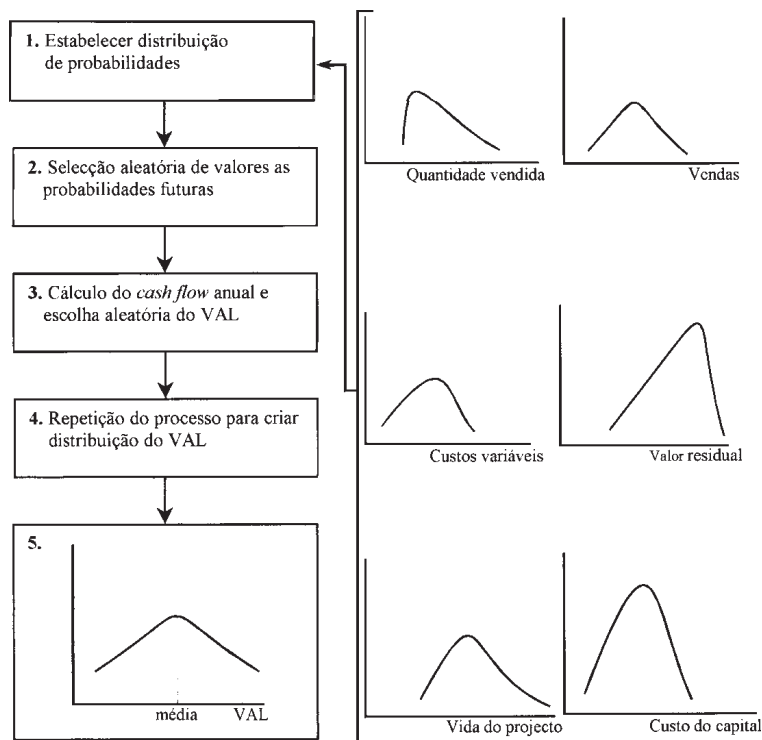 1. Estabelecer distribuição
de probabilidades
2. Selecção aleatória de valores as
probabilidades futuras
3. Cálculo do cash flow anual e
escolha aleatória do VAL
4. Repetição do processo para criar
distribuição do VAL
5.
média VAL
Quantidade vendida
Vendas
Custos variáveis
Valor residual
Vida do projecto
Custo do capital